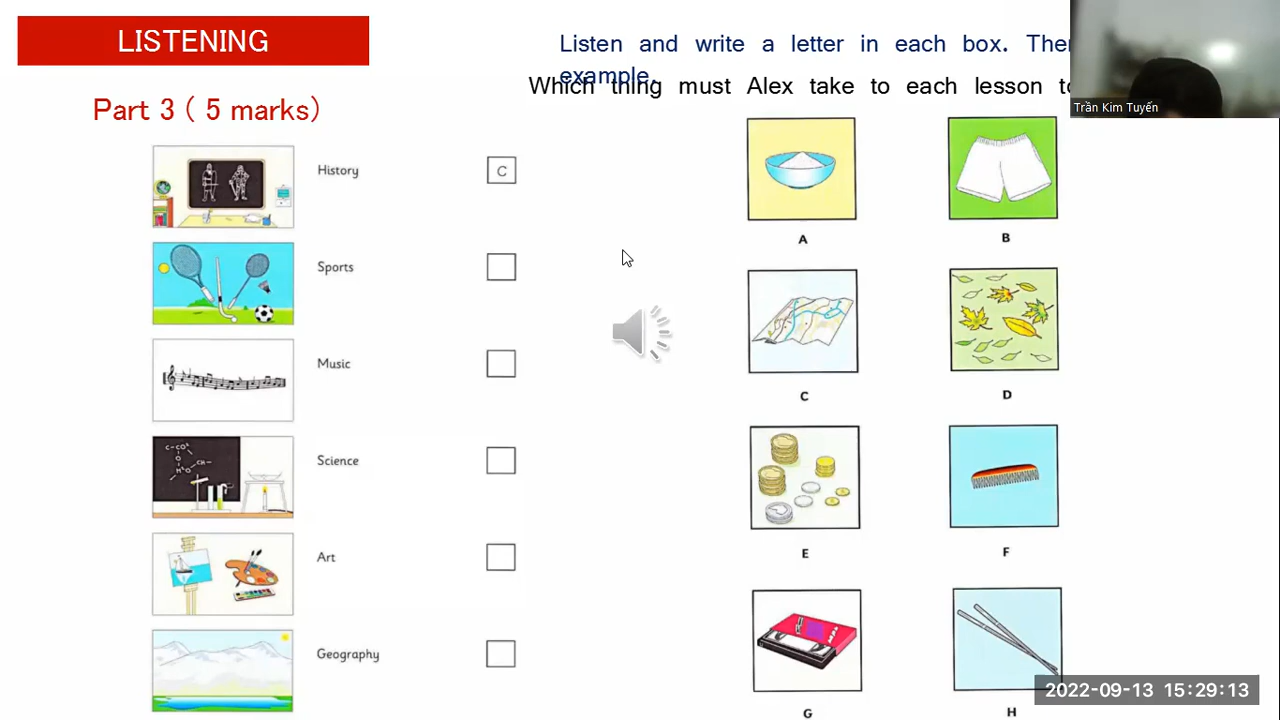 LISTENING
Listen and write a letter in each box. Ther
example.
Which thing must Alex take to each lesson to
Part 3 ( 5 marks)
Trần Kim Tuyến
History
C
Sports
Music
Science
Art
Geography
A
B
C
D
E
F
G
H
2022-09-13 15:29:13